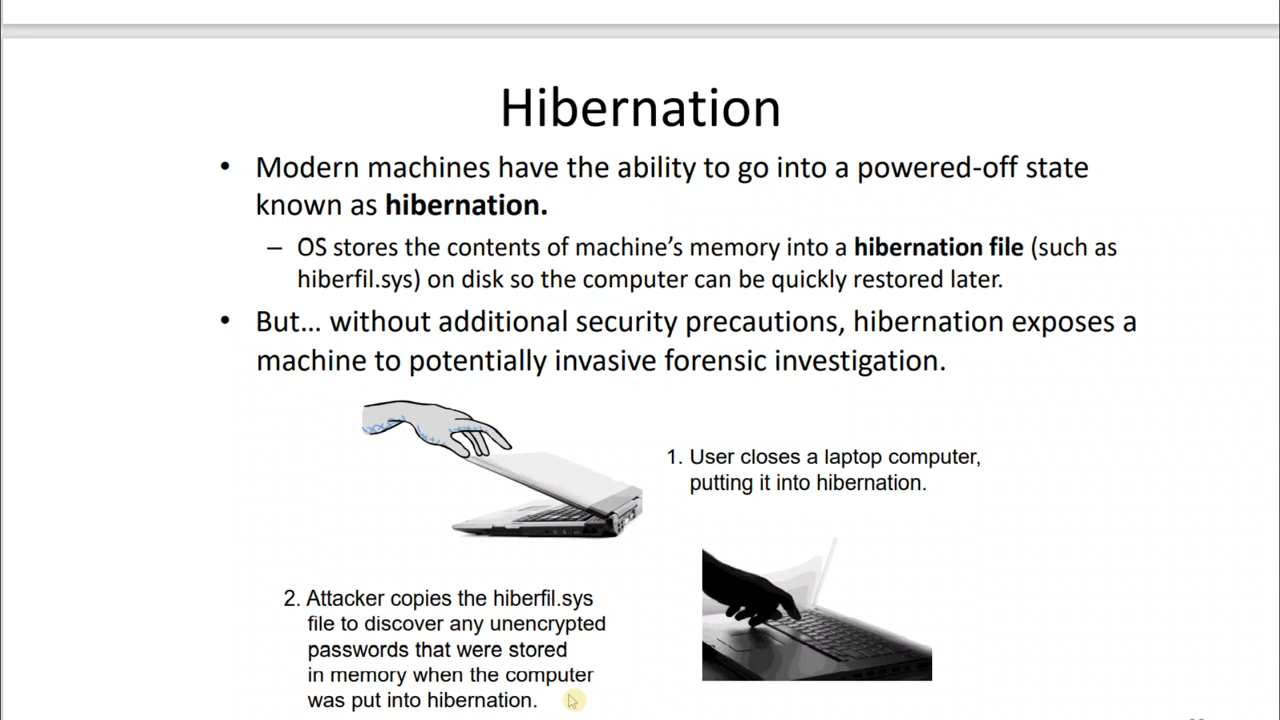 Hibernation
• Modern machines have the ability to go into a powered-off state
known as hibernation.
– OS stores the contents of machine's memory into a hibernation file (such as
hiberfil.sys) on disk so the computer can be quickly restored later.
• But... without additional security precautions, hibernation exposes a
machine to potentially invasive forensic investigation.
1. User closes a laptop computer,
putting it into hibernation.
2. Attacker copies the hiberfil.sys
file to discover any unencrypted
passwords that were stored
in memory when the computer
was put into hibernation.